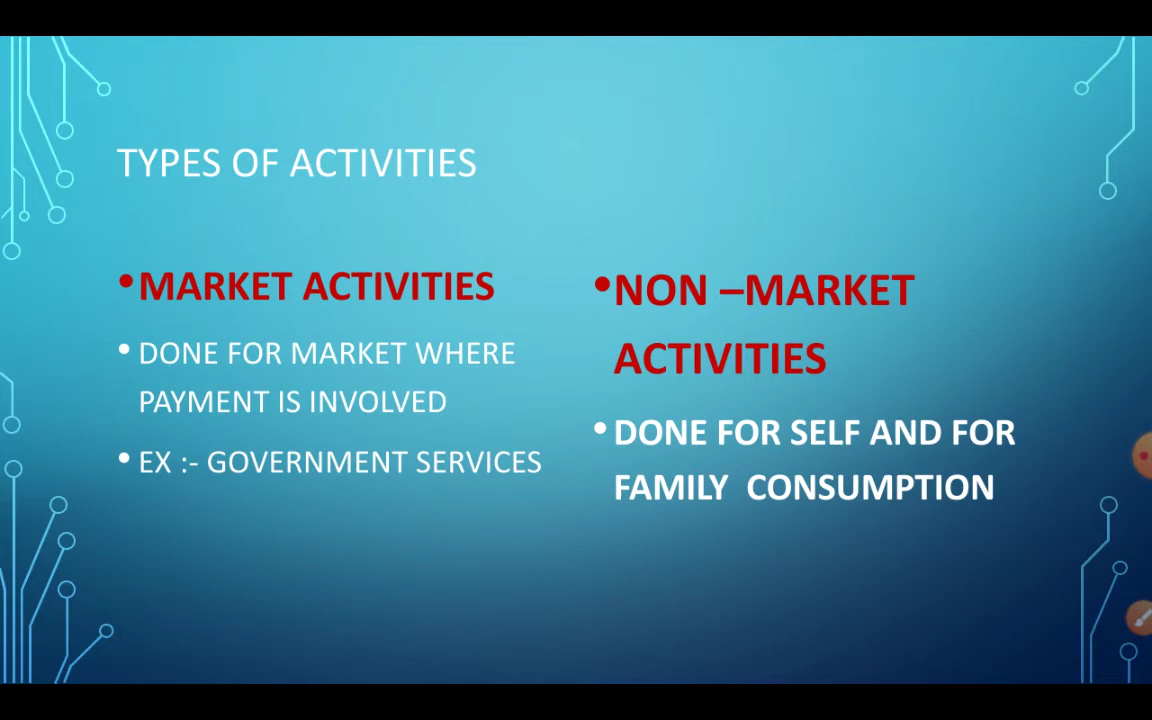 TYPES OF ACTIVITIES
•MARKET ACTIVITIES
• DONE FOR MARKET WHERE
PAYMENT IS INVOLVED
• EX :- GOVERNMENT SERVICES
•NON –MARKET
ACTIVITIES
• DONE FOR SELF AND FOR
FAMILY CONSUMPTION